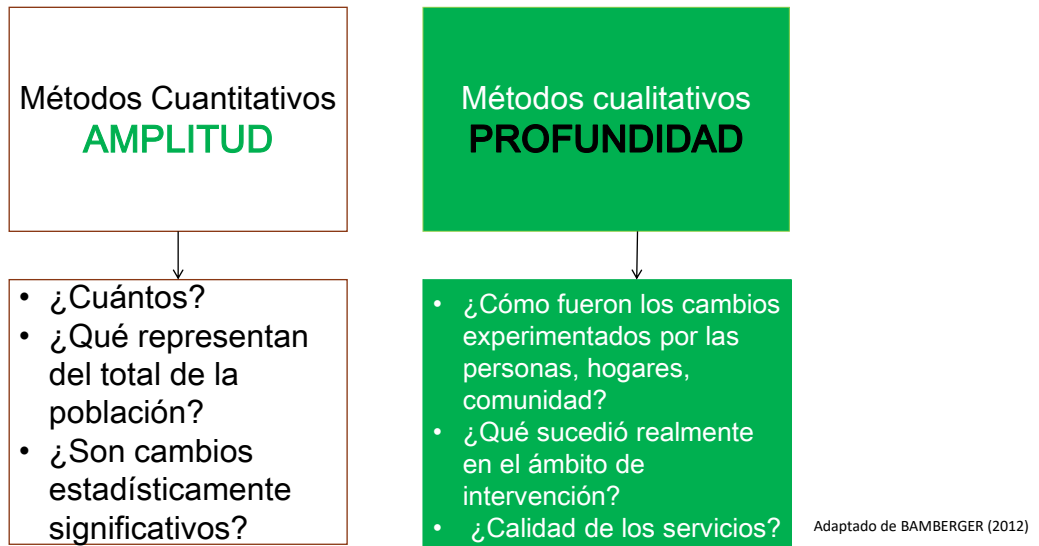 Métodos Cuantitativos
AMPLITUD
• ¿Cuántos?
• ¿Qué representan
del total de la
población?
• ¿Son cambios
estadísticamente
significativos?
Métodos cualitativos
PROFUNDIDAD
• ¿Cómo fueron los cambios
experimentados por las
personas, hogares,
comunidad?
• ¿Qué sucedió realmente
en el ámbito de
intervención?
• ¿Calidad de los servicios?
Adaptado de BAMBERGER (2012)